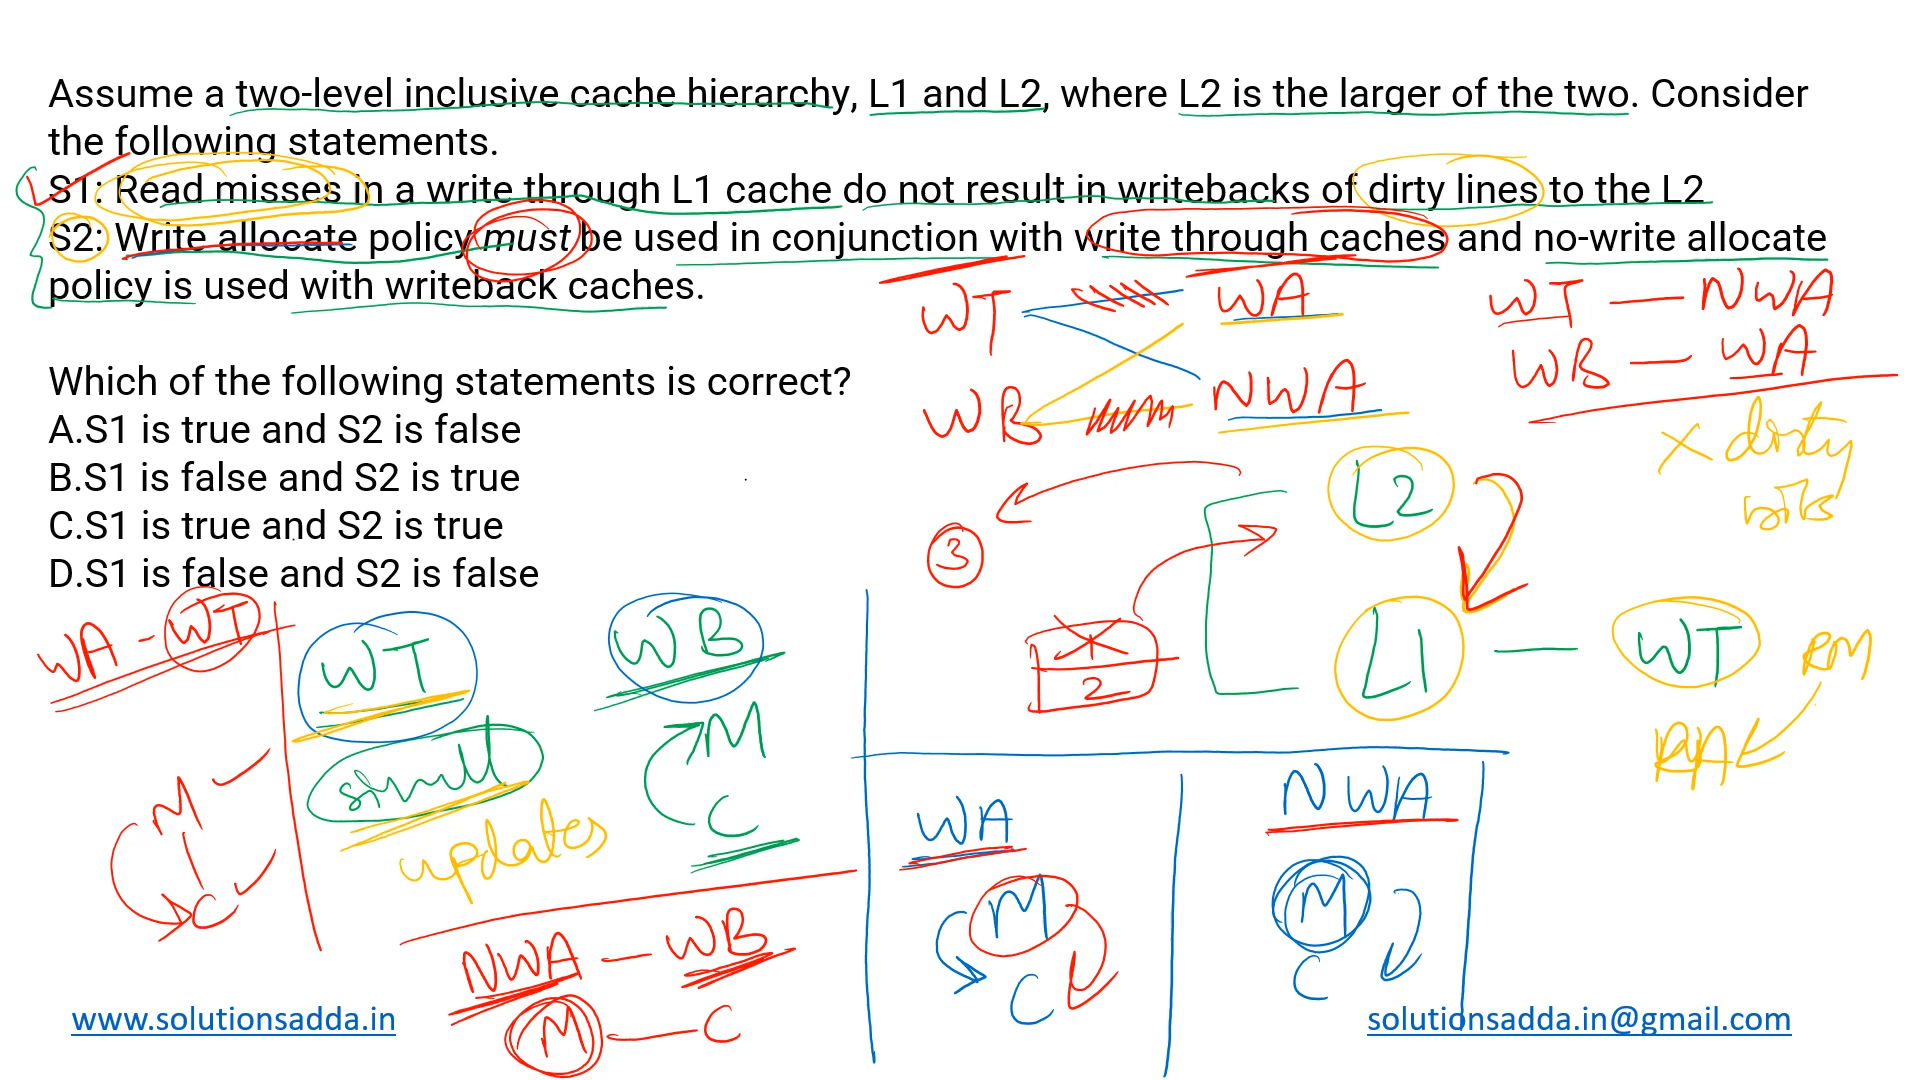 Assume a two-level inclusive cache hierarchy, L1 and L2, where L2 is the larger of the two. Consider
the following statements.
S1: Read misses in a write through L1 cache do not result in writebacks of dirty lines to the L2
S2: Write allocate policy must be used in conjunction with write through caches and no-write allocate
policy is used with writeback caches.
WT WA WT — NWA
WB NWA WB — WA
Which of the following statements is correct?
A.S1 is true and S2 is false
B.S1 is false and S2 is true
C.S1 is true and S2 is true
D.S1 is false and S2 is false
X dirty
bits
L2
3
1
2
L1 — WT RM
RA
WA - WT
WT WB
simult
updates
M
C
M
C
NWA — WB
M — C
WA
M
C
NWA
M
C
www.solutionsadda.in
solutionsadda.in@gmail.com